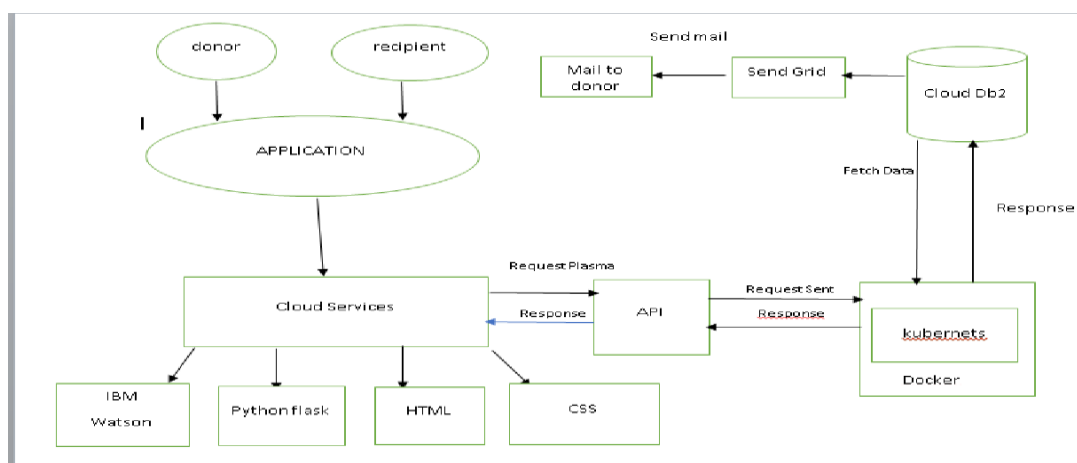 donor
recipient
Send mail
Mail to
donor
Send Grid
Cloud Db2
APPLICATION
Fetch Data
Response
Request Plasma
Cloud Services
Response
API
Request Sent
Response
kubernets
Docker
IBM
Watson
Python flask
HTML
CSS